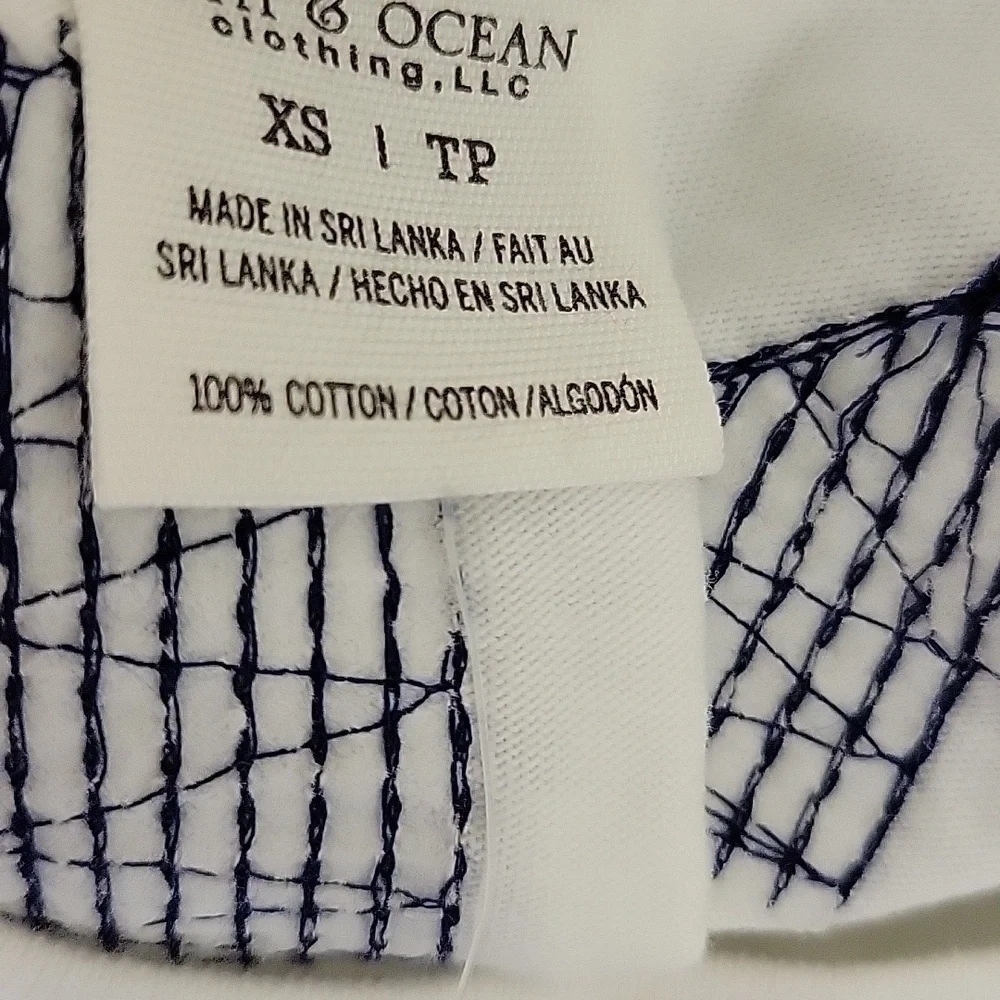 & OCEAN
clothing, LLC
XS | TP
MADE IN SRI LANKA / FAIT AU
SRI LANKA / HECHO EN SRI LANKA
100% COTTON / COTON / ALGODÓN